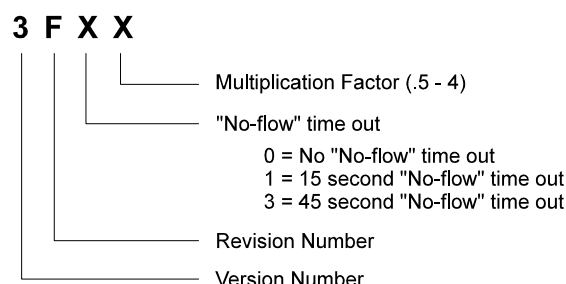 3 F X X
Multiplication Factor (.5 - 4)
"No-flow" time out
0 = No "No-flow" time out
1 = 15 second "No-flow" time out
3 = 45 second "No-flow" time out
Revision Number
Version Number